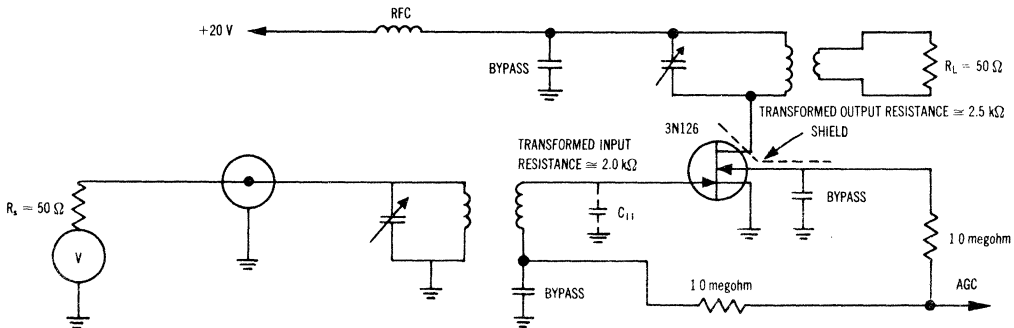 RFC
+20 V
BYPASS
R_L = 50 Ω
TRANSFORMED OUTPUT RESISTANCE ≅ 2.5 kΩ
3N126
SHIELD
TRANSFORMED INPUT
RESISTANCE ≅ 2.0 kΩ
R_s = 50 Ω
C_11
BYPASS
V
1 0 megohm
BYPASS
1 0 megohm
AGC